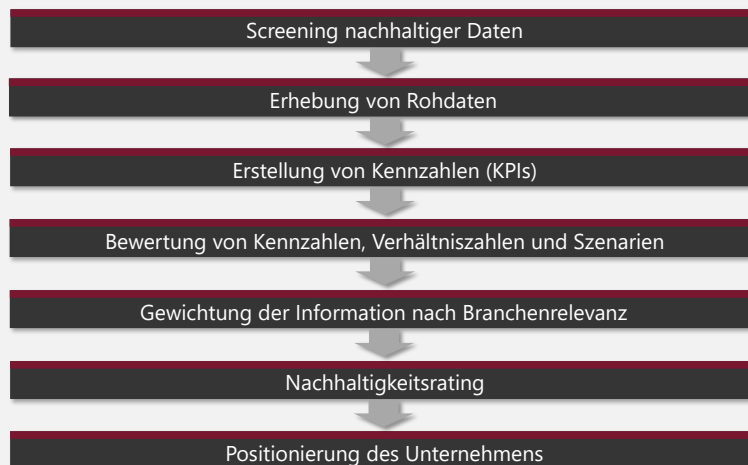 Screening nachhaltiger Daten
Erhebung von Rohdaten
Erstellung von Kennzahlen (KPIs)
Bewertung von Kennzahlen, Verhältniszahlen und Szenarien
Gewichtung der Information nach Branchenrelevanz
Nachhaltigkeitsrating
Positionierung des Unternehmens